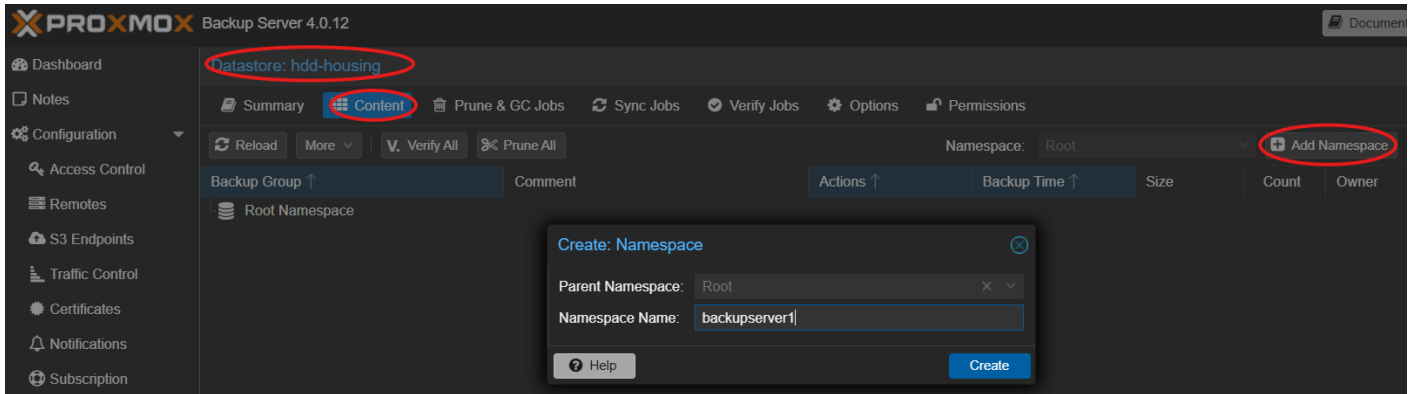 PROXMOX Backup Server 4.0.12
Document
Dashboard
Notes
Configuration
Access Control
Remotes
S3 Endpoints
Traffic Control
Certificates
Notifications
Subscription
Datastore: hdd-housing
Summary Content Prune & GC Jobs Sync Jobs Verify Jobs Options Permissions
Reload More V. Verify All Prune All Namespace: Root Add Namespace
Backup Group ↑ Comment Actions ↑ Backup Time ↑ Size Count Owner
Root Namespace
Create: Namespace
Parent Namespace: Root
Namespace Name: backupserver1
Help Create